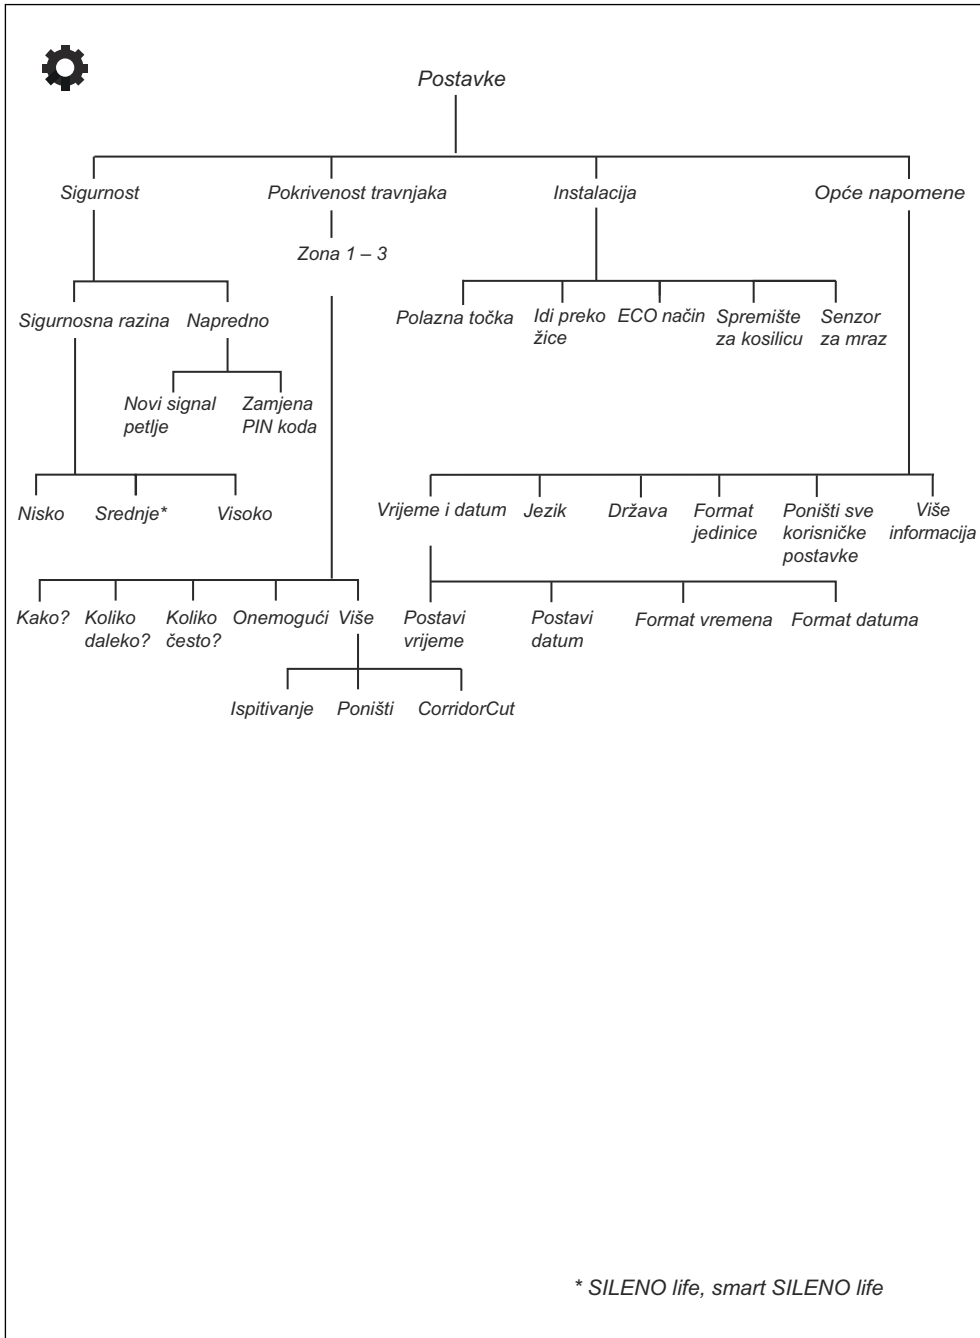 Postavke
Sigurnost
Pokrivenost travnjaka
Instalacija
Opće napomene
Zona 1 – 3
Sigurnosna razina
Napredno
Polazna točka
Idi preko
žice
ECO način
Spremište
za kosilicu
Senzor
za mraz
Novi signal
petlje
Zamjena
PIN koda
Nisko
Srednje*
Visoko
Vrijeme i datum
Jezik
Država
Format
jedinice
Poništi sve
korisničke
postavke
Više
informacija
Kako?
Koliko
daleko?
Koliko
često?
Onemogući
Više
Postavi
vrijeme
Postavi
datum
Format vremena
Format datuma
Ispitivanje
Poništi
CorridorCut
* SILENO life, smart SILENO life